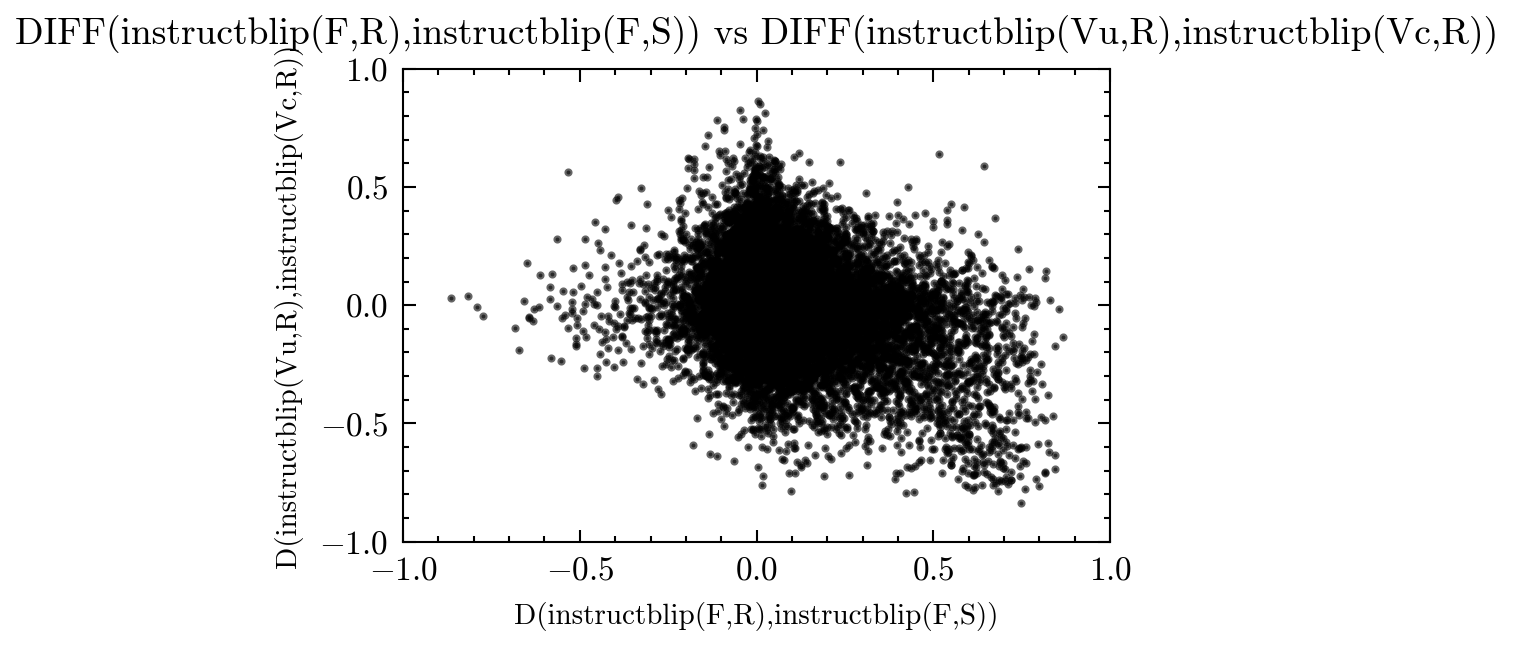 DIFF(instructblip(F,R),instructblip(F,S)) vs DIFF(instructblip(Vu,R),instructblip(Vc,R))
D(instructblip(Vu,R),instructblip(Vc,R))
1.0
0.5
0.0
−0.5
−1.0
−1.0 −0.5 0.0 0.5 1.0
D(instructblip(F,R),instructblip(F,S))